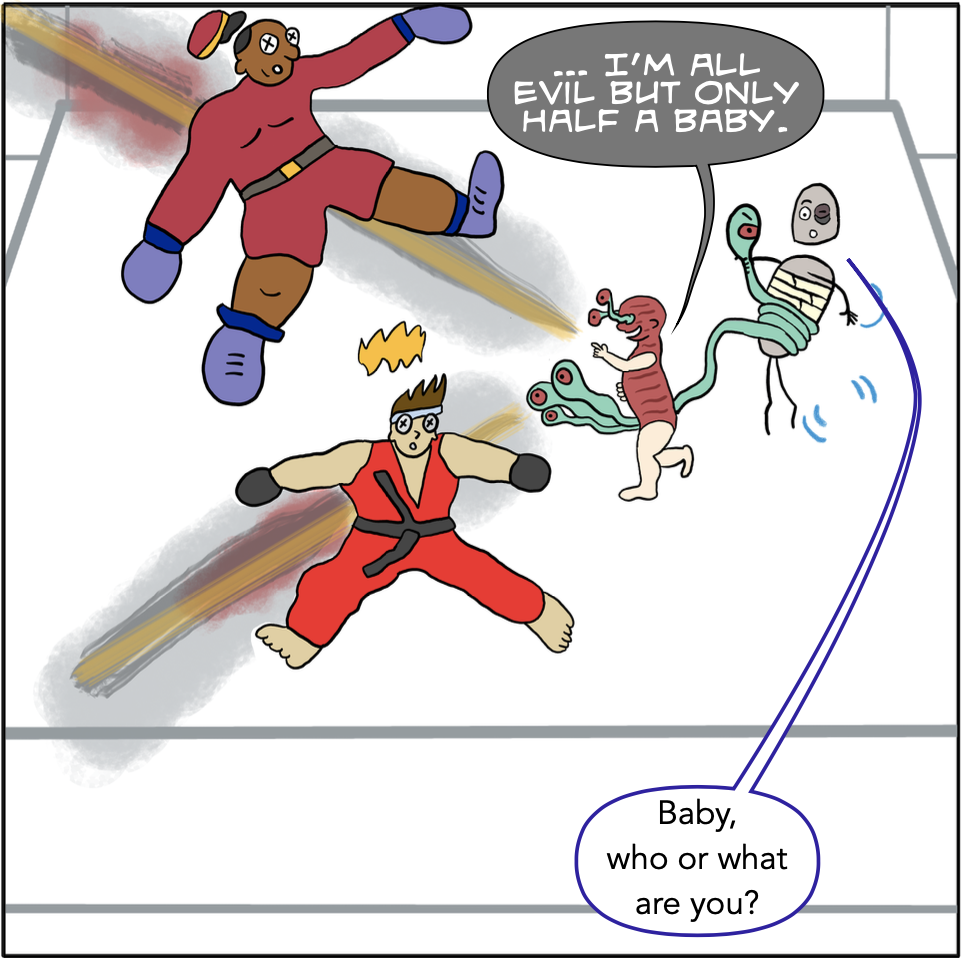 ... I'M ALL
EVIL BUT ONLY
HALF A BABY.
Baby,
who or what
are you?